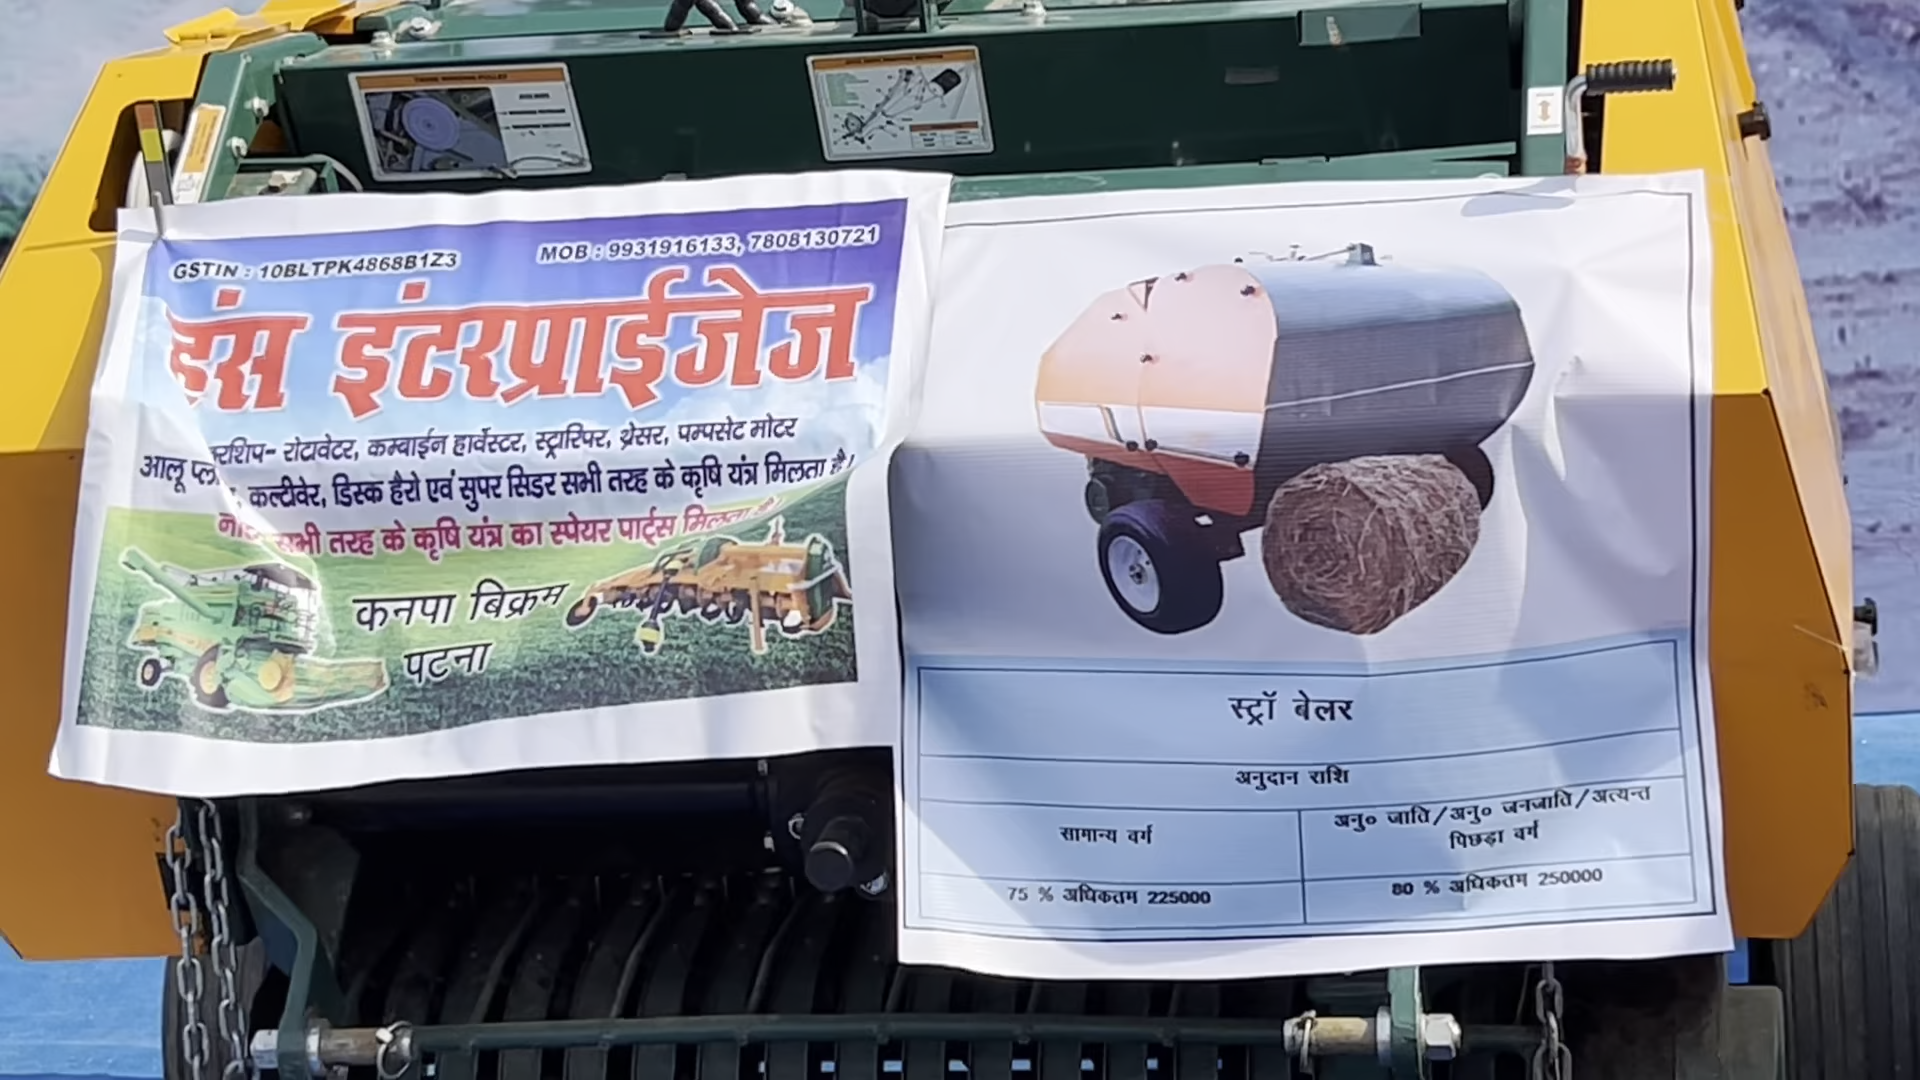 GSTIN : 10BLTPK4868B1Z3
MOB : 9931916133, 7808130721
हंस इंटरप्राईजेज
रोटावेटर, कम्बाईन हार्वेस्टर, स्ट्रारिपर, थ्रेसर, पम्पसेट मोटर
आलू कल्टीवेर, डिस्क हैरो एवं सुपर सिडर सभी तरह के कृषि यंत्र मिलता है।
सभी तरह के कृषि यंत्र का स्पेयर पार्ट्स मिलता है
कनपा बिक्रम
पटना
स्ट्रॉ बेलर
अनुदान राशि
सामान्य वर्ग
अनु० जाति/अनु० जनजाति/अत्यन्त
पिछड़ा वर्ग
75 % अधिकतम 225000
80 % अधिकतम 250000